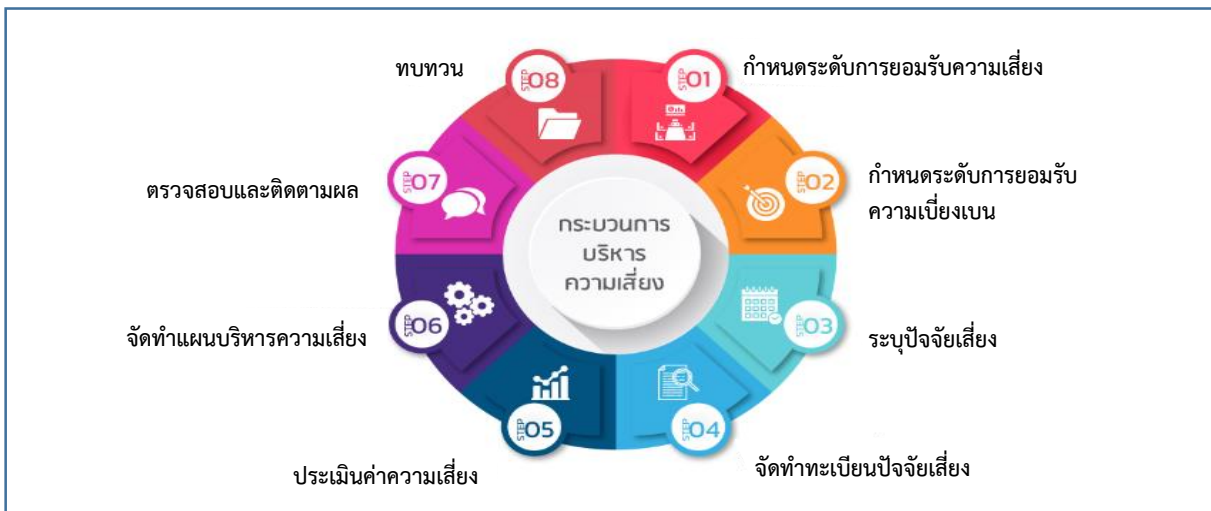 STEP 01
กำหนดระดับการยอมรับความเสี่ยง
STEP 02
กำหนดระดับการยอมรับ
ความเบี่ยงเบน
STEP 03
ระบุปัจจัยเสี่ยง
STEP 04
จัดทำทะเบียนปัจจัยเสี่ยง
STEP 05
ประเมินค่าความเสี่ยง
STEP 06
จัดทำแผนบริหารความเสี่ยง
STEP 07
ตรวจสอบและติดตามผล
STEP 08
ทบทวน
กระบวนการ
บริหาร
ความเสี่ยง